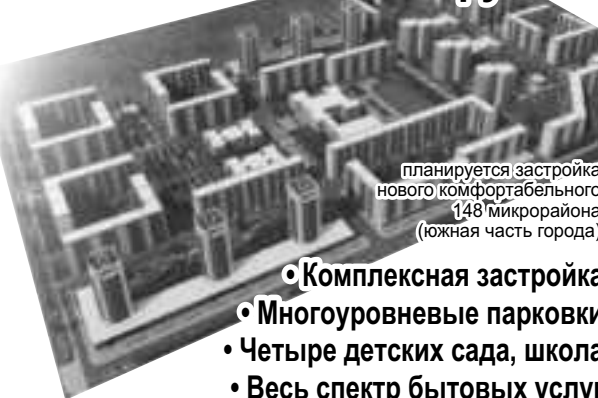 планируется застройка
нового комфортабельного
148 микрорайона
(южная часть города)
• Комплексная застройка
• Многоуровневые парковки
• Четыре детских сада, школа
• Весь спектр бытовых услуг